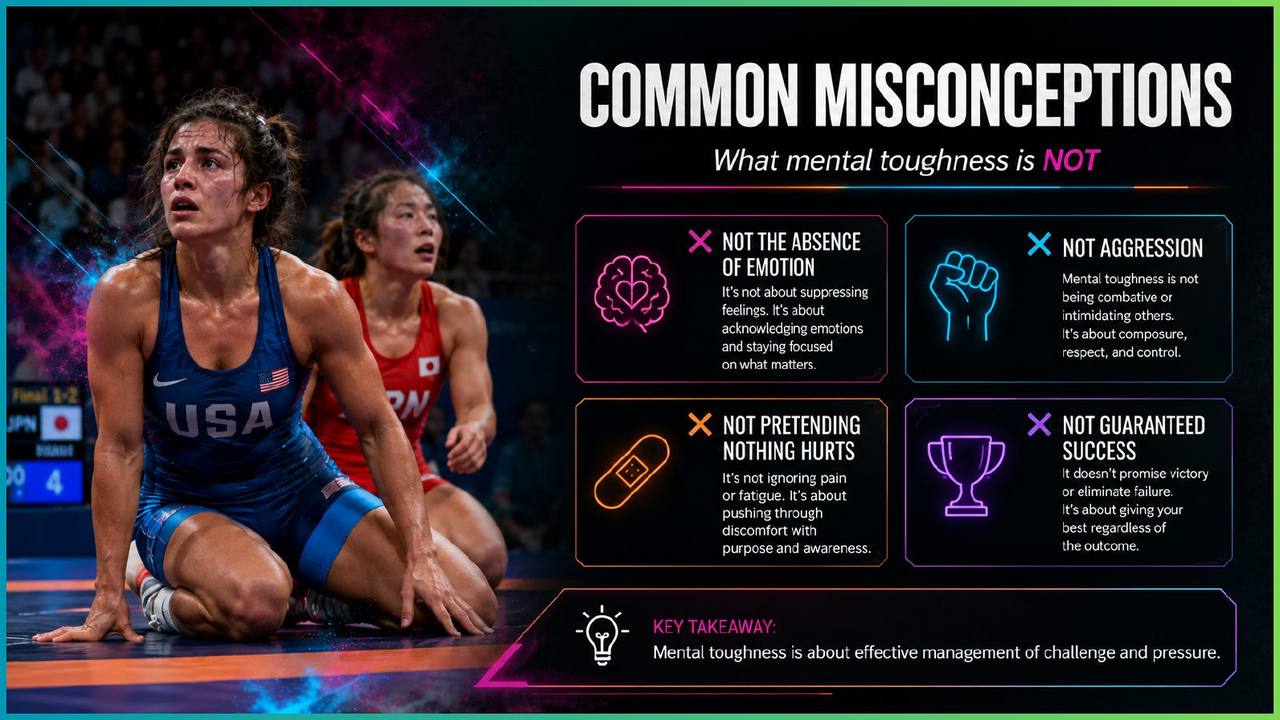 COMMON MISCONCEPTIONS
What mental toughness is NOT
NOT THE ABSENCE
OF EMOTION
It's not about suppressing
feelings. It's about
acknowledging emotions
and staying focused
on what matters.
NOT AGGRESSION
Mental toughness is not
being combative or
intimidating others.
It's about composure,
respect, and control.
NOT PRETENDING
NOTHING HURTS
It's not ignoring pain
or fatigue. It's about
pushing through
discomfort with
purpose and awareness.
NOT GUARANTEED
SUCCESS
It doesn't promise victory
or eliminate failure.
It's about giving your
best regardless of
the outcome.
KEY TAKEAWAY:
Mental toughness is about effective management of challenge and pressure.
USA
Final 1-2
JPN
4